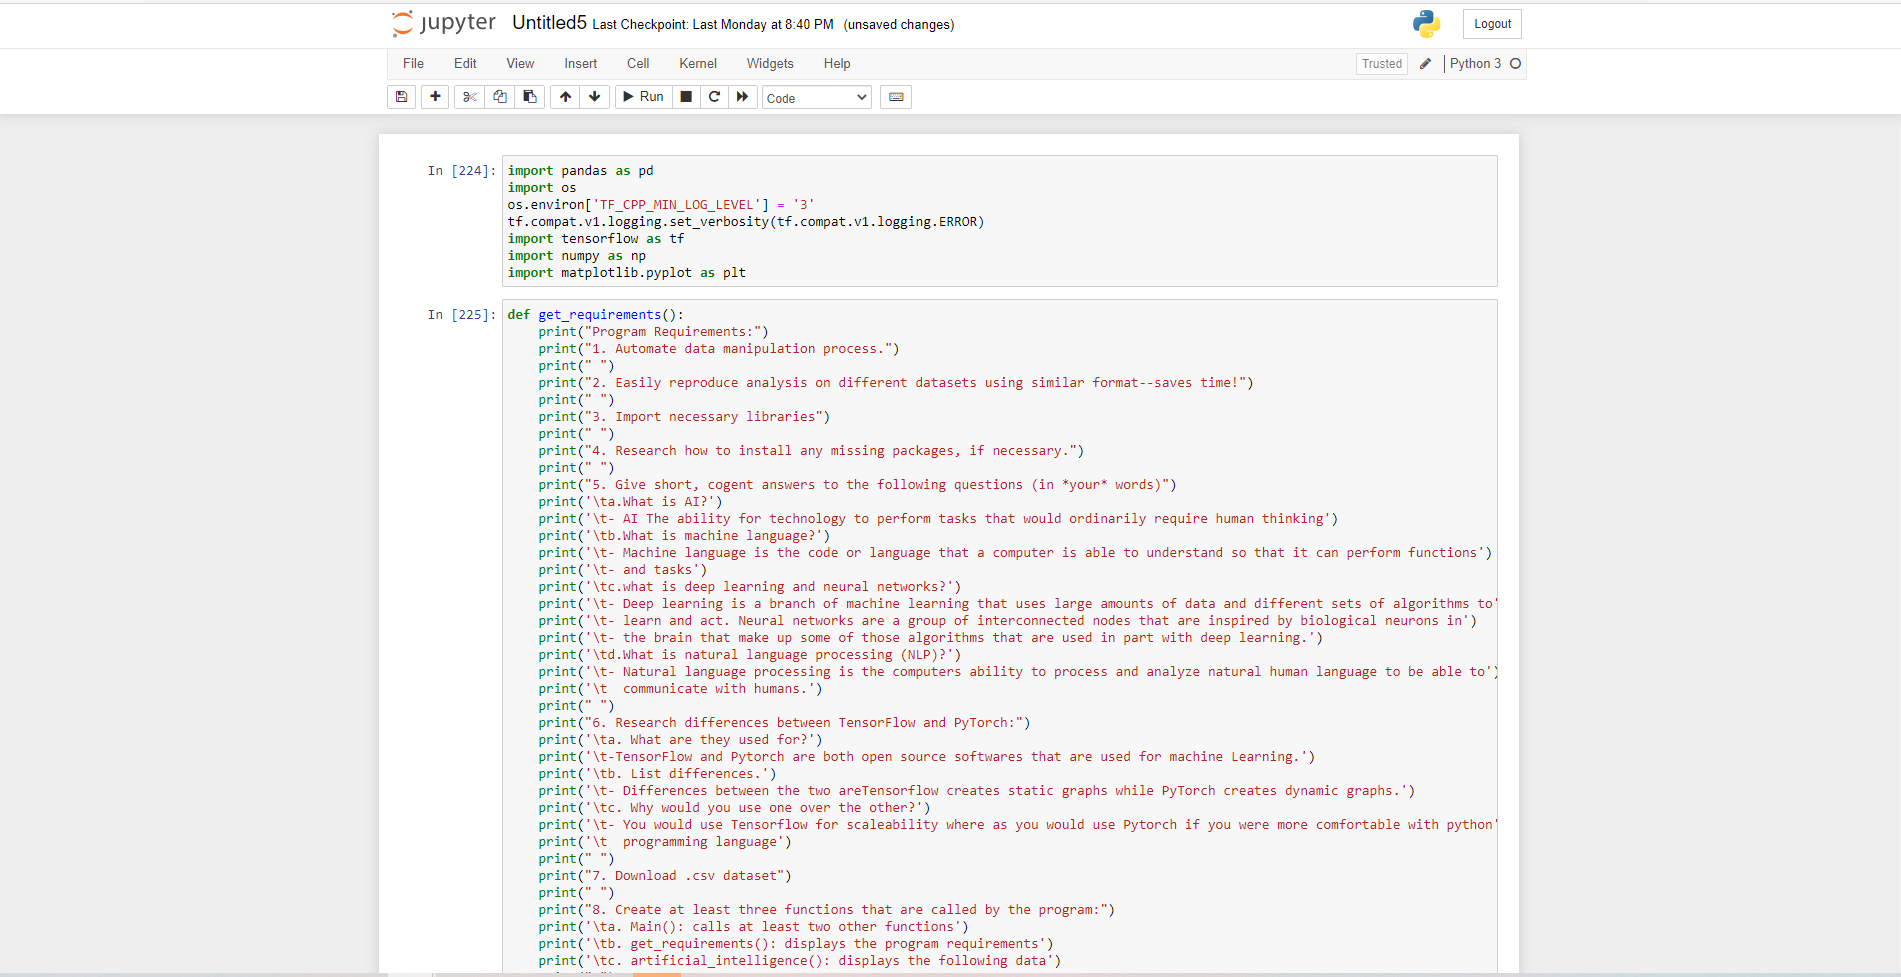 jupyter Untitled5 Last Checkpoint: Last Monday at 8:40 PM (unsaved changes) Logout
File Edit View Insert Cell Kernel Widgets Help Trusted Python 3
Run Code
In [224]: import pandas as pd
import os
os.environ['TF_CPP_MIN_LOG_LEVEL'] = '3'
tf.compat.v1.logging.set_verbosity(tf.compat.v1.logging.ERROR)
import tensorflow as tf
import numpy as np
import matplotlib.pyplot as plt
In [225]: def get_requirements():
print("Program Requirements:")
print("1. Automate data manipulation process.")
print(" ")
print("2. Easily reproduce analysis on different datasets using similar format--saves time!")
print(" ")
print("3. Import necessary libraries")
print(" ")
print("4. Research how to install any missing packages, if necessary.")
print(" ")
print("5. Give short, cogent answers to the following questions (in *your* words)")
print('\ta.What is AI?')
print('\t- AI The ability for technology to perform tasks that would ordinarily require human thinking')
print('\tb.What is machine language?')
print('\t- Machine language is the code or language that a computer is able to understand so that it can perform functions')
print('\t- and tasks')
print('\tc.what is deep learning and neural networks?')
print('\t- Deep learning is a branch of machine learning that uses large amounts of data and different sets of algorithms to'
print('\t- learn and act. Neural networks are a group of interconnected nodes that are inspired by biological neurons in')
print('\t- the brain that make up some of those algorithms that are used in part with deep learning.')
print('\td.What is natural language processing (NLP)?')
print('\t- Natural language processing is the computers ability to process and analyze natural human language to be able to')
print('\t  communicate with humans.')
print(" ")
print("6. Research differences between TensorFlow and PyTorch:")
print('\ta. What are they used for?')
print('\t-TensorFlow and Pytorch are both open source softwares that are used for machine Learning.')
print('\tb. List differences.')
print('\t- Differences between the two areTensorflow creates static graphs while PyTorch creates dynamic graphs.')
print('\tc. Why would you use one over the other?')
print('\t- You would use Tensorflow for scaleability where as you would use Pytorch if you were more comfortable with python'
print('\t  programming language')
print(" ")
print("7. Download .csv dataset")
print(" ")
print("8. Create at least three functions that are called by the program:")
print('\ta. Main(): calls at least two other functions')
print('\tb. get_requirements(): displays the program requirements')
print('\tc. artificial_intelligence(): displays the following data')